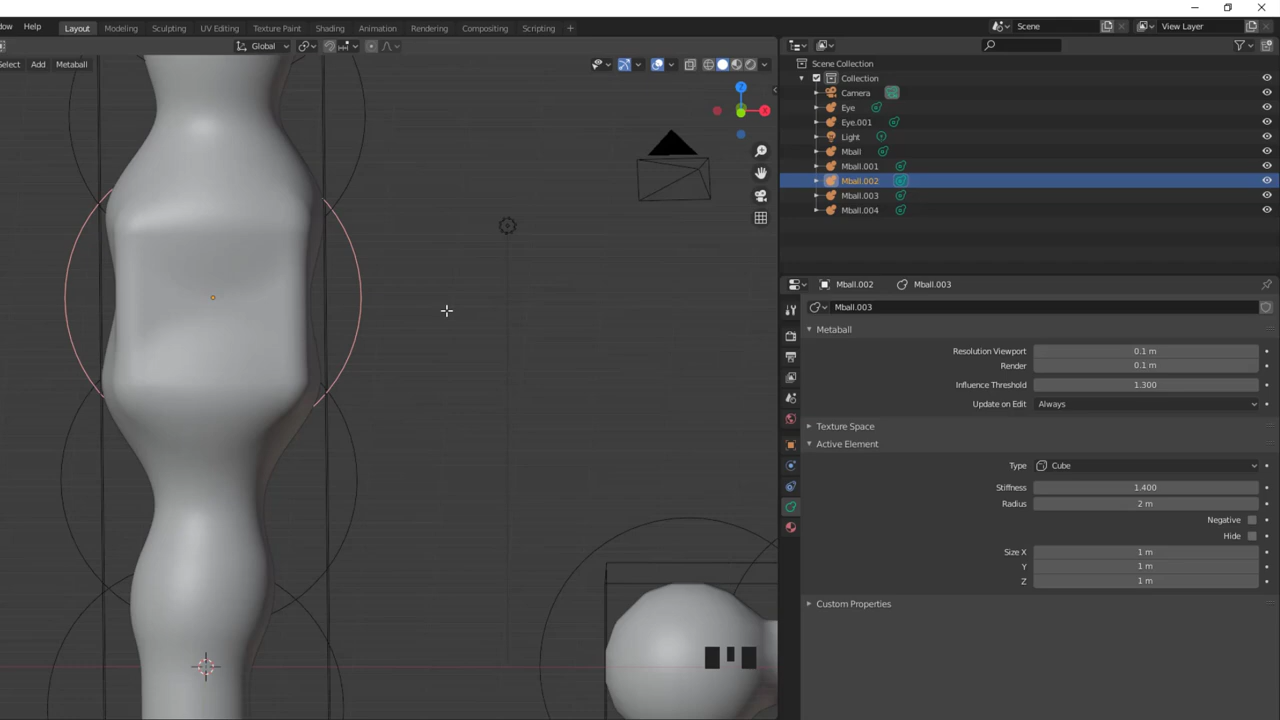 dow Help Layout Modeling Sculpting UV Editing Texture Paint Shading Animation Rendering Compositing Scripting + Scene View Layer
Global
Select Add Metaball
Z
X
Scene Collection
Collection
Camera
Eye
Eye.001
Light
Mball
Mball.001
Mball.002
Mball.003
Mball.004
Mball.002 Mball.003
Mball.003
Metaball
Resolution Viewport 0.1 m
Render 0.1 m
Influence Threshold 1.300
Update on Edit Always
Texture Space
Active Element
Type Cube
Stiffness 1.400
Radius 2 m
Negative
Hide
Size X 1 m
Y 1 m
Z 1 m
Custom Properties